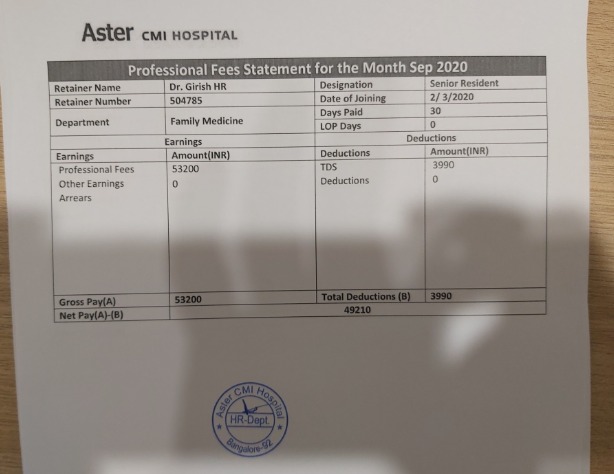 Aster CMI HOSPITAL
Professional Fees Statement for the Month Sep 2020
Retainer Name Dr. Girish HR Designation Senior Resident
Retainer Number 504785 Date of Joining 2/ 3/2020
Department Family Medicine Days Paid 30
LOP Days 0
Earnings Deductions
Earnings Amount(INR) Deductions Amount(INR)
Professional Fees 53200 TDS 3990
Other Earnings 0 Deductions 0
Arrears
Gross Pay(A) 53200 Total Deductions (B) 3990
Net Pay(A)-(B) 49210
Aster CMI Hospital
HR-Dept.
Bangalore-92